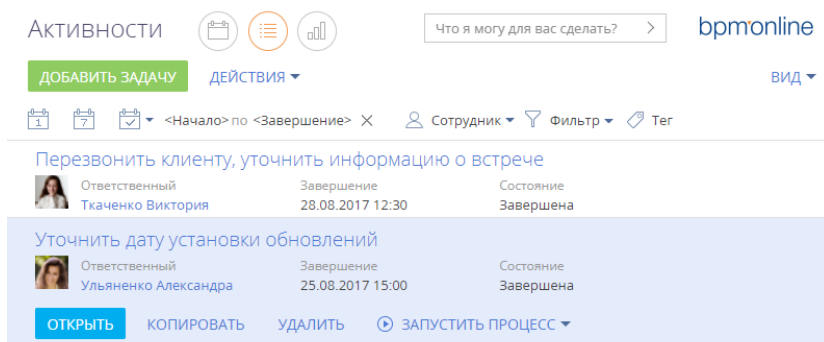 Активности Что я могу для вас сделать? bpmonline
ДОБАВИТЬ ЗАДАЧУ ДЕЙСТВИЯ ВИД
1 7 <Начало> по <Завершение> Сотрудник Фильтр Тег
Перезвонить клиенту, уточнить информацию о встрече
Ответственный Завершение Состояние
Ткаченко Виктория 28.08.2017 12:30 Завершена
Уточнить дату установки обновлений
Ответственный Завершение Состояние
Ульяненко Александра 25.08.2017 15:00 Завершена
ОТКРЫТЬ КОПИРОВАТЬ УДАЛИТЬ ЗАПУСТИТЬ ПРОЦЕСС